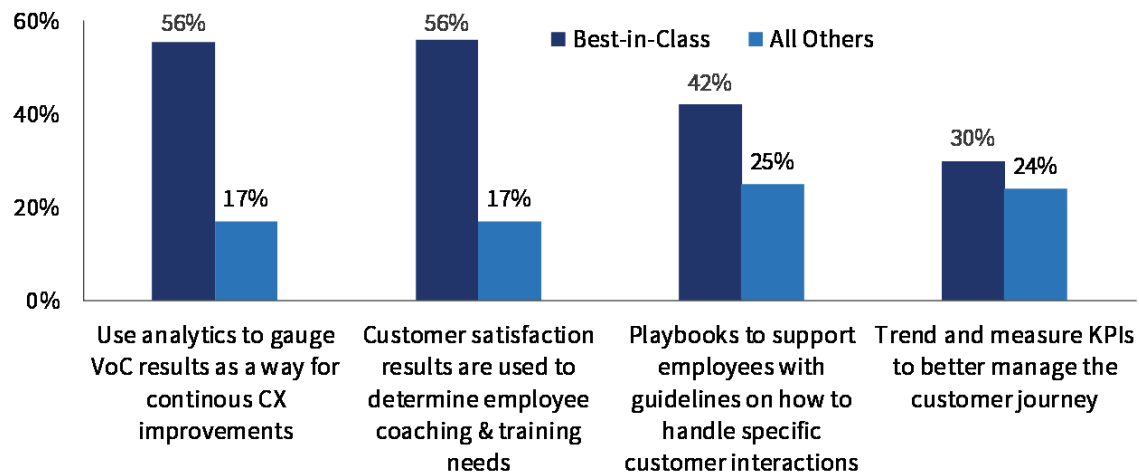 60%
40%
20%
0%
Best-in-Class
All Others
56%
17%
56%
17%
42%
25%
30%
24%
Use analytics to gauge
VoC results as a way for
continous CX
improvements
Customer satisfaction
results are used to
determine employee
coaching & training
needs
Playbooks to support
employees with
guidelines on how to
handle specific
customer interactions
Trend and measure KPIs
to better manage the
customer journey